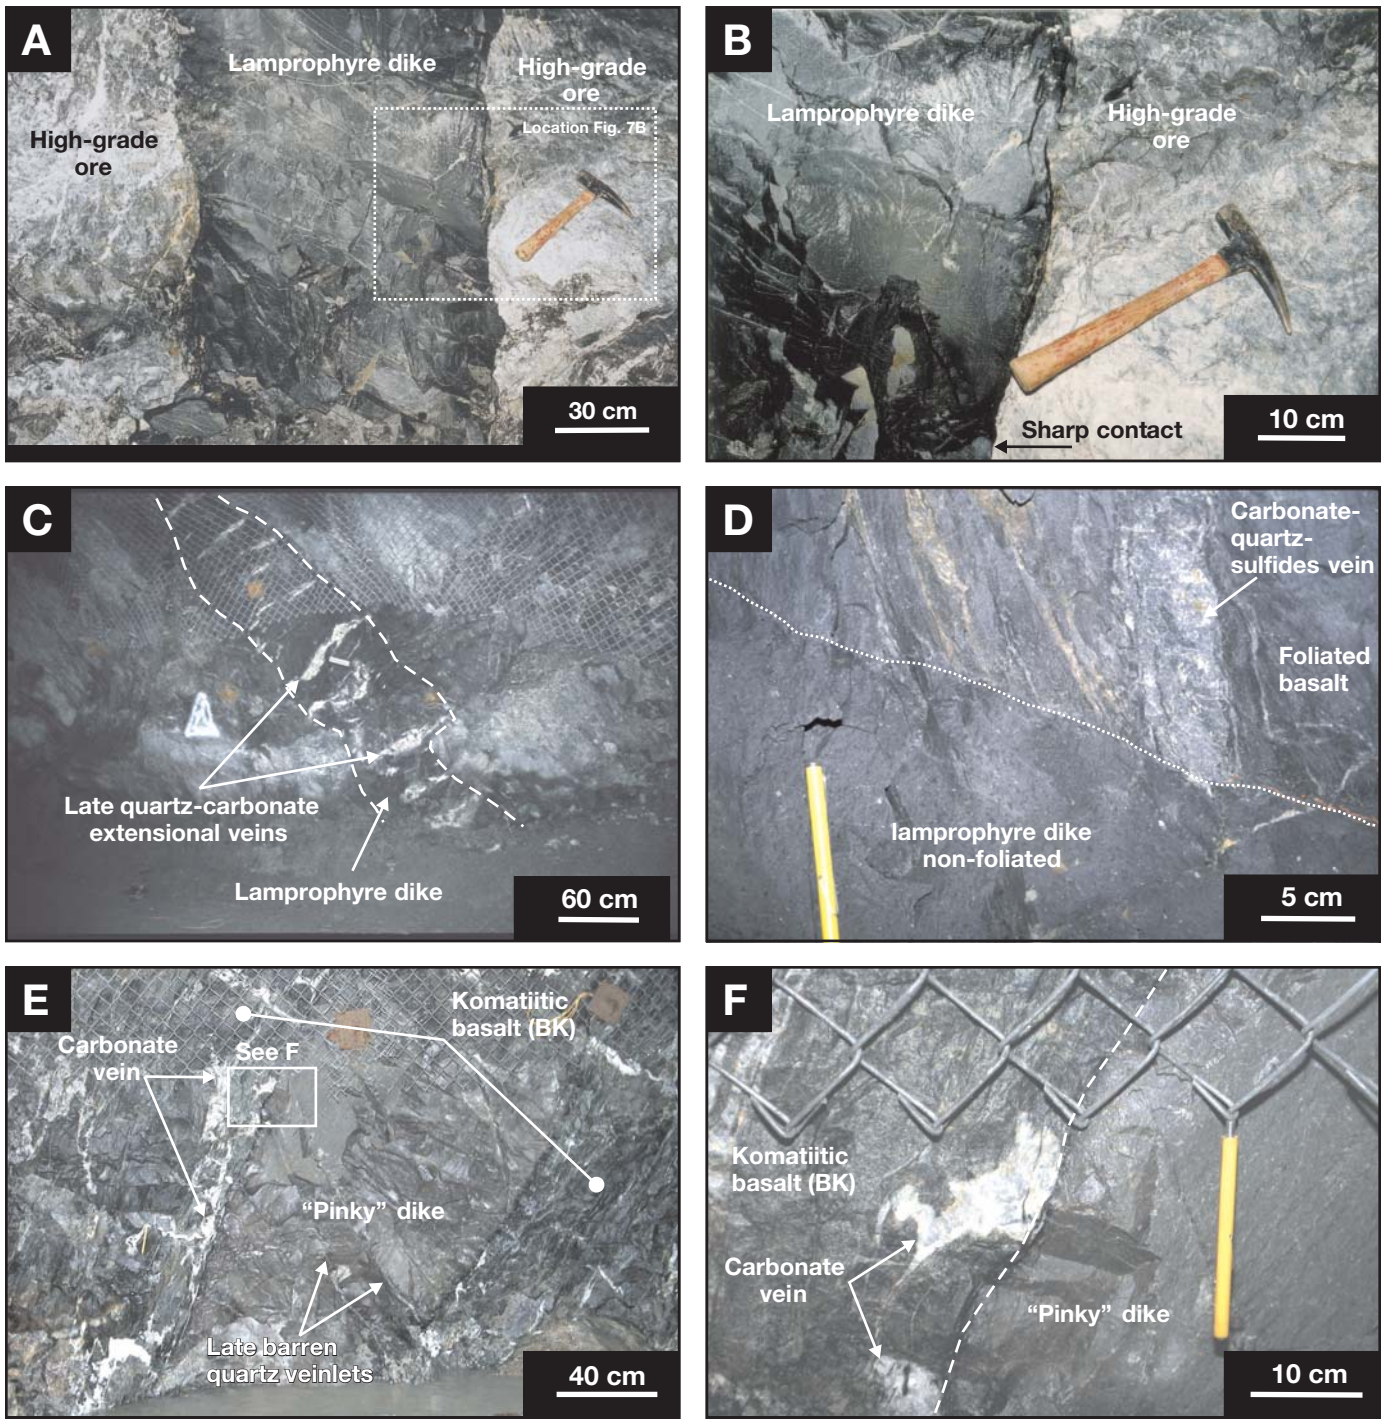 A
Lamprophyre dike
High-grade
ore
High-grade
ore
Location Fig. 7B
30 cm
B
Lamprophyre dike
High-grade
ore
Sharp contact
10 cm
C
Late quartz-carbonate
extensional veins
Lamprophyre dike
60 cm
D
Carbonate-
quartz-
sulfides vein
Foliated
basalt
lamprophyre dike
non-foliated
5 cm
E
Komatiitic
basalt (BK)
Carbonate
vein
See F
“Pinky” dike
Late barren
quartz veinlets
40 cm
F
Komatiitic
basalt (BK)
Carbonate
vein
“Pinky” dike
10 cm